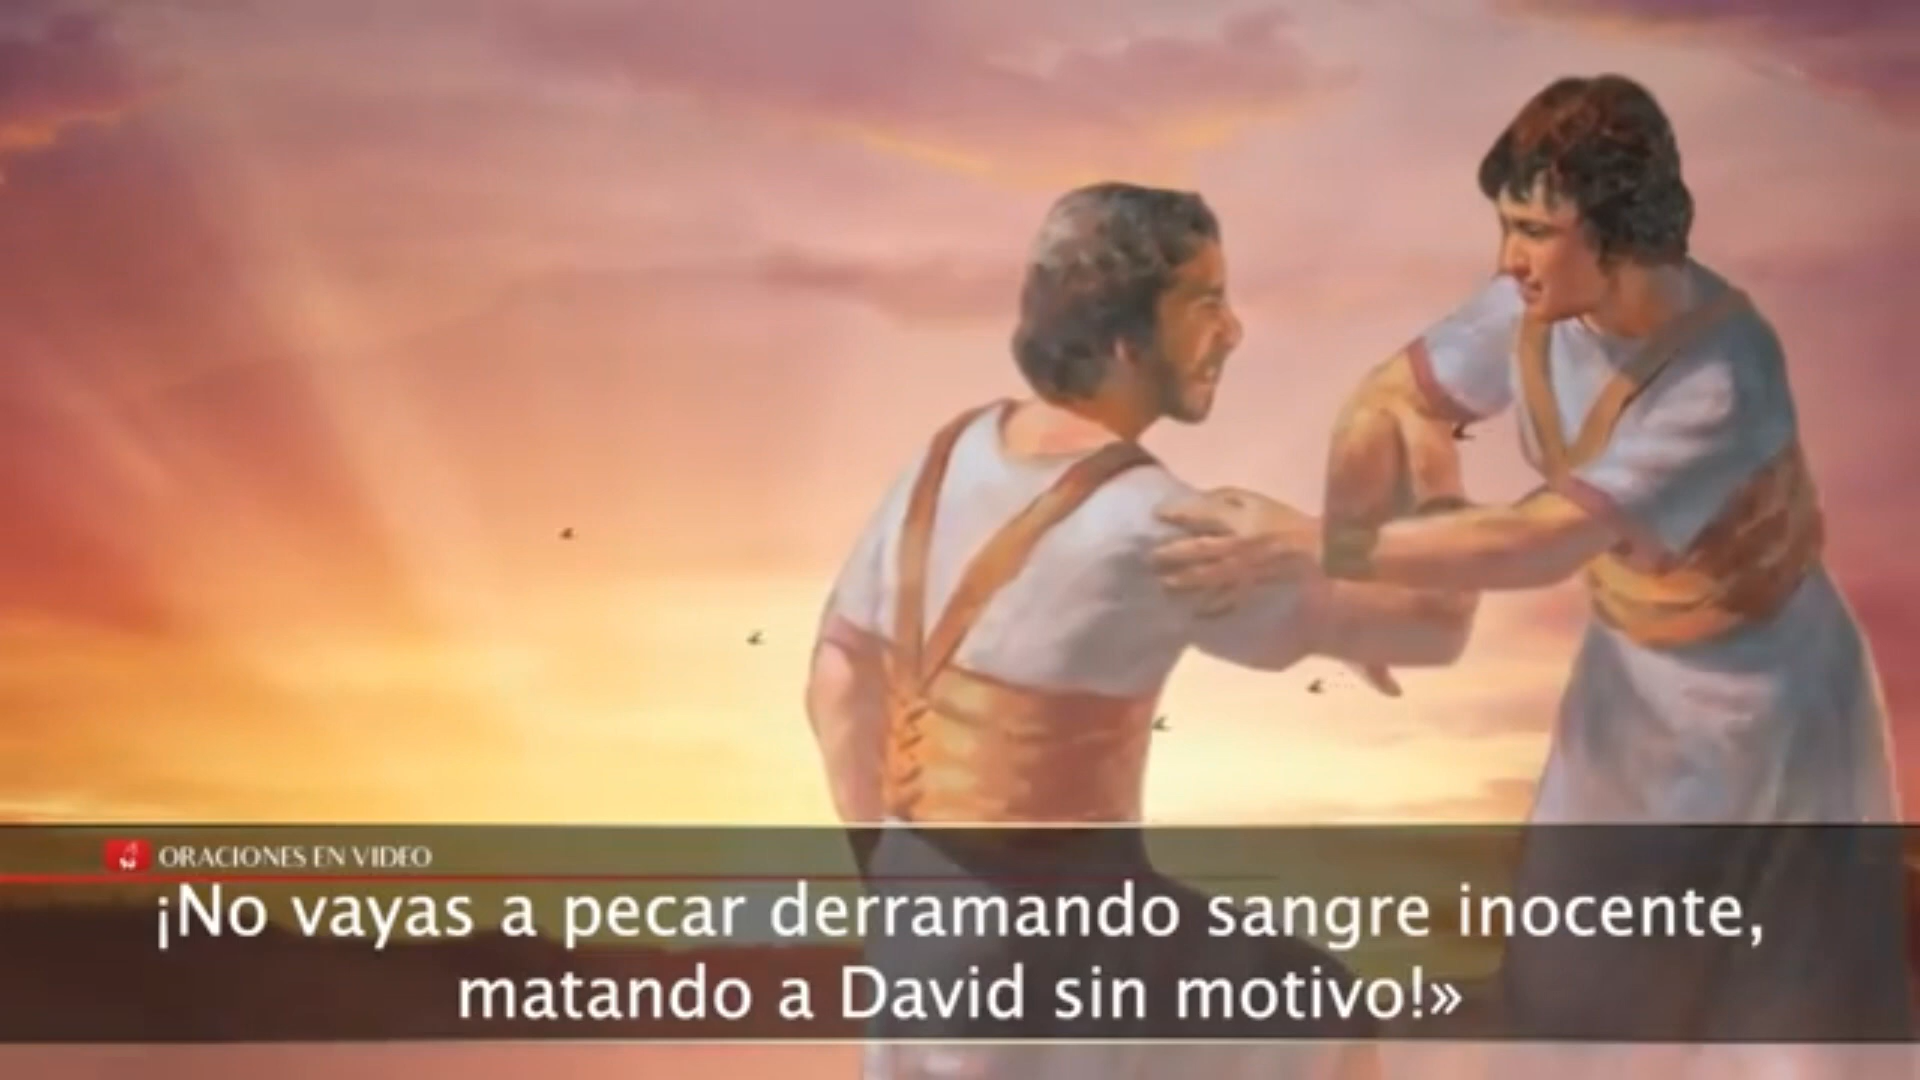 ORACIONES EN VIDEO
¡No vayas a pecar derramando sangre inocente,
matando a David sin motivo!»